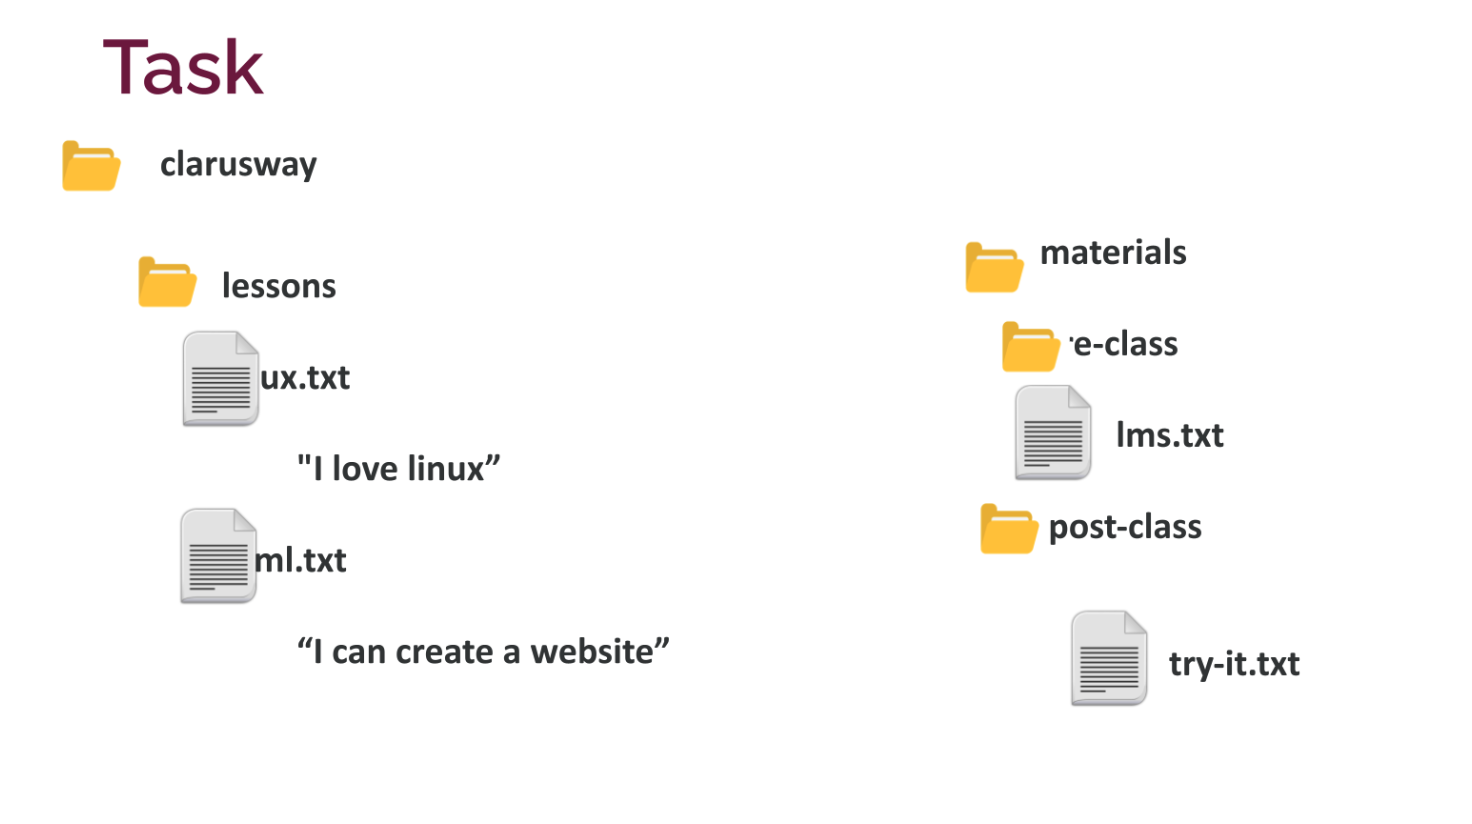 Task
clarusway
lessons
ux.txt
"I love linux”
ml.txt
“I can create a website”
materials
re-class
lms.txt
post-class
try-it.txt